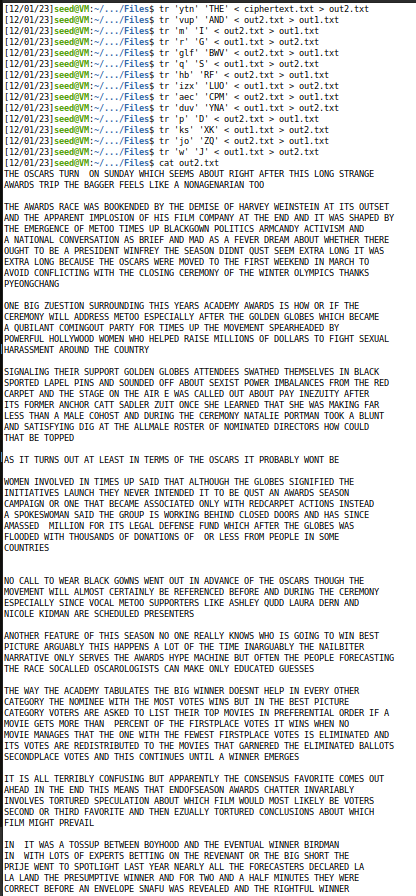 [12/01/23]seed@VM:~/.../Files$ tr 'ytn' 'THE' < ciphertext.txt > out2.txt
[12/01/23]seed@VM:~/.../Files$ tr 'vup' 'AND' < out2.txt > out1.txt
[12/01/23]seed@VM:~/.../Files$ tr 'm' 'I' < out2.txt > out1.txt
[12/01/23]seed@VM:~/.../Files$ tr 'r' 'G' < out1.txt > out2.txt
[12/01/23]seed@VM:~/.../Files$ tr 'glf' 'BWV' < out2.txt > out1.txt
[12/01/23]seed@VM:~/.../Files$ tr 'q' 'S' < out2.txt > out1.txt
[12/01/23]seed@VM:~/.../Files$ tr 'hb' 'RF' < out2.txt > out1.txt
[12/01/23]seed@VM:~/.../Files$ tr 'izx' 'LUO' < out1.txt > out2.txt
[12/01/23]seed@VM:~/.../Files$ tr 'aec' 'CPM' < out2.txt > out1.txt
[12/01/23]seed@VM:~/.../Files$ tr 'duv' 'YNA' < out1.txt > out2.txt
[12/01/23]seed@VM:~/.../Files$ tr 'p' 'D' < out2.txt > out1.txt
[12/01/23]seed@VM:~/.../Files$ tr 'ks' 'XK' < out1.txt > out2.txt
[12/01/23]seed@VM:~/.../Files$ tr 'jo' 'ZQ' < out2.txt > out1.txt
[12/01/23]seed@VM:~/.../Files$ tr 'w' 'J' < out1.txt > out2.txt
[12/01/23]seed@VM:~/.../Files$ cat out2.txt
THE OSCARS TURN  ON SUNDAY WHICH SEEMS ABOUT RIGHT AFTER THIS LONG STRANGE
AWARDS TRIP THE BAGGER FEELS LIKE A NONAGENARIAN TOO

THE AWARDS RACE WAS BOOKENDED BY THE DEMISE OF HARVEY WEINSTEIN AT ITS OUTSET
AND THE APPARENT IMPLOSION OF HIS FILM COMPANY AT THE END AND IT WAS SHAPED BY
THE EMERGENCE OF METOO TIMES UP BLACKGOWN POLITICS ARMCANDY ACTIVISM AND
A NATIONAL CONVERSATION AS BRIEF AND MAD AS A FEVER DREAM ABOUT WHETHER THERE
OUGHT TO BE A PRESIDENT WINFREY THE SEASON DIDNT QUST SEEM EXTRA LONG IT WAS
EXTRA LONG BECAUSE THE OSCARS WERE MOVED TO THE FIRST WEEKEND IN MARCH TO
AVOID CONFLICTING WITH THE CLOSING CEREMONY OF THE WINTER OLYMPICS THANKS
PYEONGCHANG

ONE BIG ZUESTION SURROUNDING THIS YEARS ACADEMY AWARDS IS HOW OR IF THE
CEREMONY WILL ADDRESS METOO ESPECIALLY AFTER THE GOLDEN GLOBES WHICH BECAME
A QUBILANT COMINGOUT PARTY FOR TIMES UP THE MOVEMENT SPEARHEADED BY
POWERFUL HOLLYWOOD WOMEN WHO HELPED RAISE MILLIONS OF DOLLARS TO FIGHT SEXUAL
HARASSMENT AROUND THE COUNTRY

SIGNALING THEIR SUPPORT GOLDEN GLOBES ATTENDEES SWATHED THEMSELVES IN BLACK
SPORTED LAPEL PINS AND SOUNDED OFF ABOUT SEXIST POWER IMBALANCES FROM THE RED
CARPET AND THE STAGE ON THE AIR E WAS CALLED OUT ABOUT PAY INEZUITY AFTER
ITS FORMER ANCHOR CATT SADLER ZUIT ONCE SHE LEARNED THAT SHE WAS MAKING FAR
LESS THAN A MALE COHOST AND DURING THE CEREMONY NATALIE PORTMAN TOOK A BLUNT
AND SATISFYING DIG AT THE ALLMALE ROSTER OF NOMINATED DIRECTORS HOW COULD
THAT BE TOPPED

AS IT TURNS OUT AT LEAST IN TERMS OF THE OSCARS IT PROBABLY WONT BE

WOMEN INVOLVED IN TIMES UP SAID THAT ALTHOUGH THE GLOBES SIGNIFIED THE
INITIATIVES LAUNCH THEY NEVER INTENDED IT TO BE QUST AN AWARDS SEASON
CAMPAIGN OR ONE THAT BECAME ASSOCIATED ONLY WITH REDCARPET ACTIONS INSTEAD
A SPOKESWOMAN SAID THE GROUP IS WORKING BEHIND CLOSED DOORS AND HAS SINCE
AMASSED  MILLION FOR ITS LEGAL DEFENSE FUND WHICH AFTER THE GLOBES WAS
FLOODED WITH THOUSANDS OF DONATIONS OF  OR LESS FROM PEOPLE IN SOME
COUNTRIES

NO CALL TO WEAR BLACK GOWNS WENT OUT IN ADVANCE OF THE OSCARS THOUGH THE
MOVEMENT WILL ALMOST CERTAINLY BE REFERENCED BEFORE AND DURING THE CEREMONY
ESPECIALLY SINCE VOCAL METOO SUPPORTERS LIKE ASHLEY QUDD LAURA DERN AND
NICOLE KIDMAN ARE SCHEDULED PRESENTERS

ANOTHER FEATURE OF THIS SEASON NO ONE REALLY KNOWS WHO IS GOING TO WIN BEST
PICTURE ARGUABLY THIS HAPPENS A LOT OF THE TIME INARGUABLY THE NAILBITER
NARRATIVE ONLY SERVES THE AWARDS HYPE MACHINE BUT OFTEN THE PEOPLE FORECASTING
THE RACE SOCALLED OSCAROLOGISTS CAN MAKE ONLY EDUCATED GUESSES

THE WAY THE ACADEMY TABULATES THE BIG WINNER DOESNT HELP IN EVERY OTHER
CATEGORY THE NOMINEE WITH THE MOST VOTES WINS BUT IN THE BEST PICTURE
CATEGORY VOTERS ARE ASKED TO LIST THEIR TOP MOVIES IN PREFERENTIAL ORDER IF A
MOVIE GETS MORE THAN  PERCENT OF THE FIRSTPLACE VOTES IT WINS WHEN NO
MOVIE MANAGES THAT THE ONE WITH THE FEWEST FIRSTPLACE VOTES IS ELIMINATED AND
ITS VOTES ARE REDISTRIBUTED TO THE MOVIES THAT GARNERED THE ELIMINATED BALLOTS
SECONDPLACE VOTES AND THIS CONTINUES UNTIL A WINNER EMERGES

IT IS ALL TERRIBLY CONFUSING BUT APPARENTLY THE CONSENSUS FAVORITE COMES OUT
AHEAD IN THE END THIS MEANS THAT ENDOFSEASON AWARDS CHATTER INVARIABLY
INVOLVES TORTURED SPECULATION ABOUT WHICH FILM WOULD MOST LIKELY BE VOTERS
SECOND OR THIRD FAVORITE AND THEN EZUALLY TORTURED CONCLUSIONS ABOUT WHICH
FILM MIGHT PREVAIL

IN  IT WAS A TOSSUP BETWEEN BOYHOOD AND THE EVENTUAL WINNER BIRDMAN
IN  WITH LOTS OF EXPERTS BETTING ON THE REVENANT OR THE BIG SHORT THE
PRIJE WENT TO SPOTLIGHT LAST YEAR NEARLY ALL THE FORECASTERS DECLARED LA
LA LAND THE PRESUMPTIVE WINNER AND FOR TWO AND A HALF MINUTES THEY WERE
CORRECT BEFORE AN ENVELOPE SNAFU WAS REVEALED AND THE RIGHTFUL WINNER